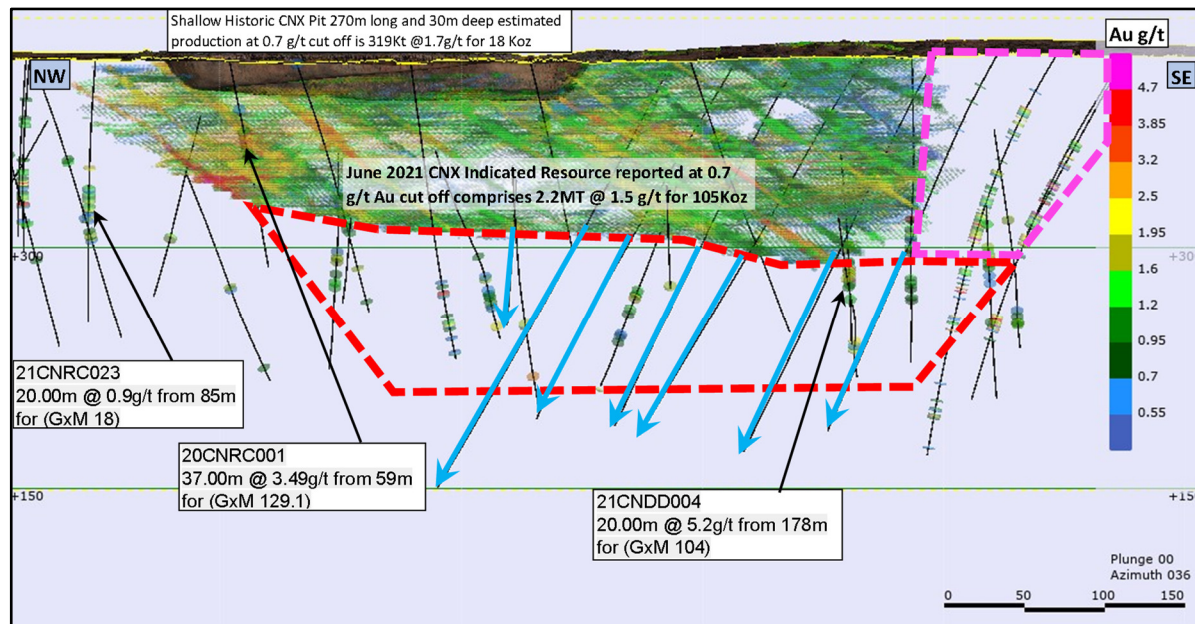 Shallow Historic CNX Pit 270m long and 30m deep estimated
production at 0.7 g/t cut off is 319Kt @1.7g/t for 18 Koz
Au g/t
NW
SE
4.7
3.85
3.2
2.5
1.95
1.6
1.2
0.95
0.7
0.55
June 2021 CNX Indicated Resource reported at 0.7
g/t Au cut off comprises 2.2MT @ 1.5 g/t for 105Koz
+300
+30
21CNRC023
20.00m @ 0.9g/t from 85m
for (GxM 18)
20CNRC001
37.00m @ 3.49g/t from 59m
for (GxM 129.1)
21CNDD004
20.00m @ 5.2g/t from 178m
for (GxM 104)
+150
+15
Plunge 00
Azimuth 036
0 50 100 150